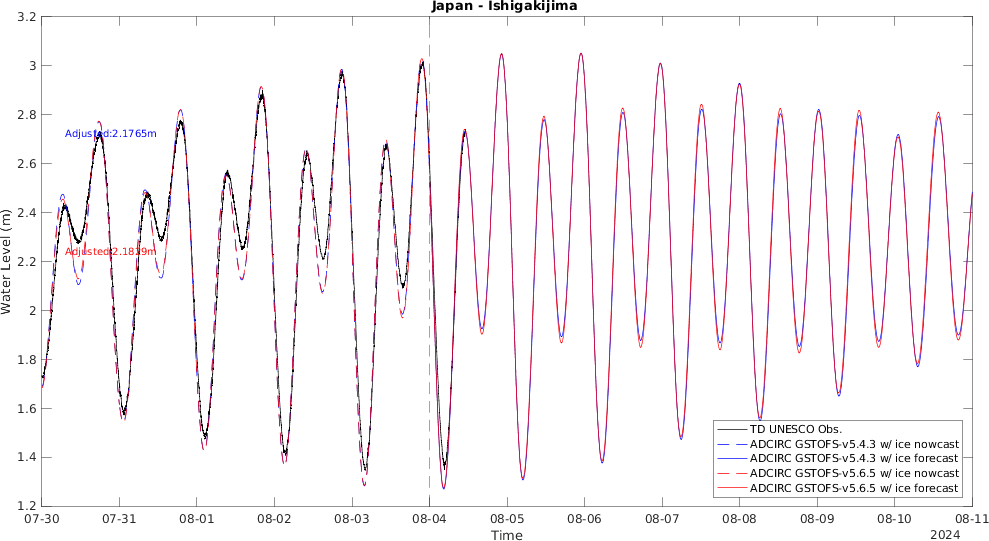 Japan - Ishigakijima
3.2
3
2.8
2.6
2.4
2.2
2
1.8
1.6
1.4
1.2
Water Level (m)
Adjusted:2.1765m
Adjusted:2.1829m
07-30
07-31
08-01
08-02
08-03
08-04
08-05
08-06
08-07
08-08
08-09
08-10
08-11
Time
2024
TD UNESCO Obs.
ADCIRC GSTOFS-v5.4.3 w/ ice nowcast
ADCIRC GSTOFS-v5.4.3 w/ ice forecast
ADCIRC GSTOFS-v5.6.5 w/ ice nowcast
ADCIRC GSTOFS-v5.6.5 w/ ice forecast